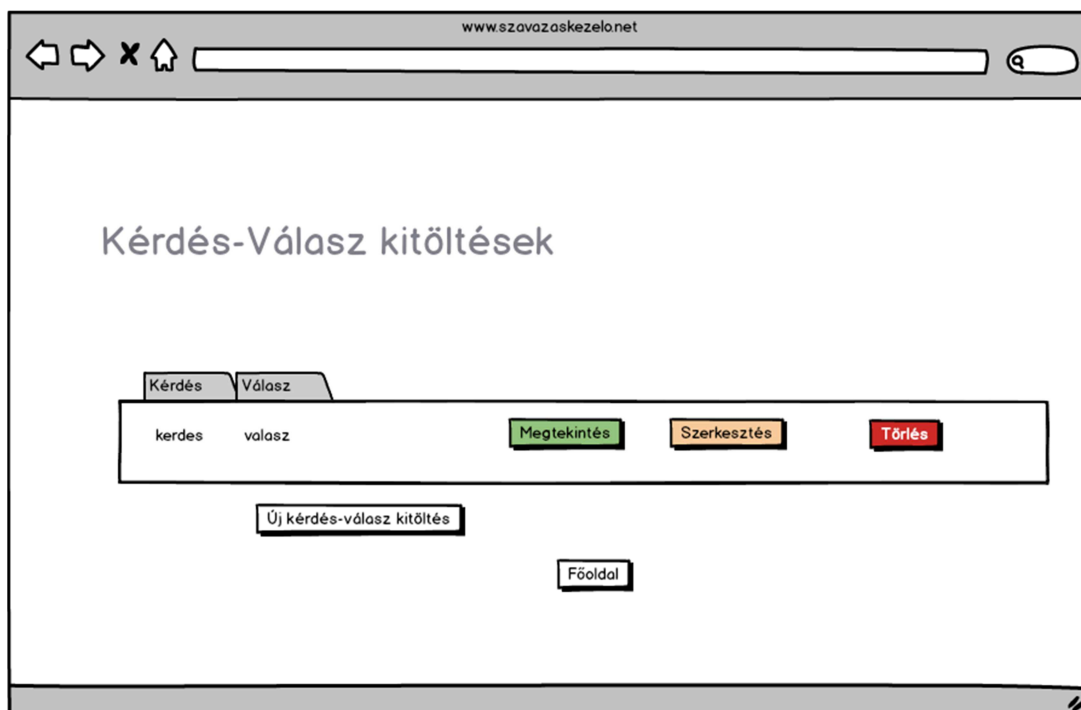 www.szavazaskezelo.net
Kérdés-Válasz kitöltések
Kérdés Válasz
kerdes valasz Megtekintés Szerkesztés Törlés
Új kérdés-válasz kitöltés
Főoldal